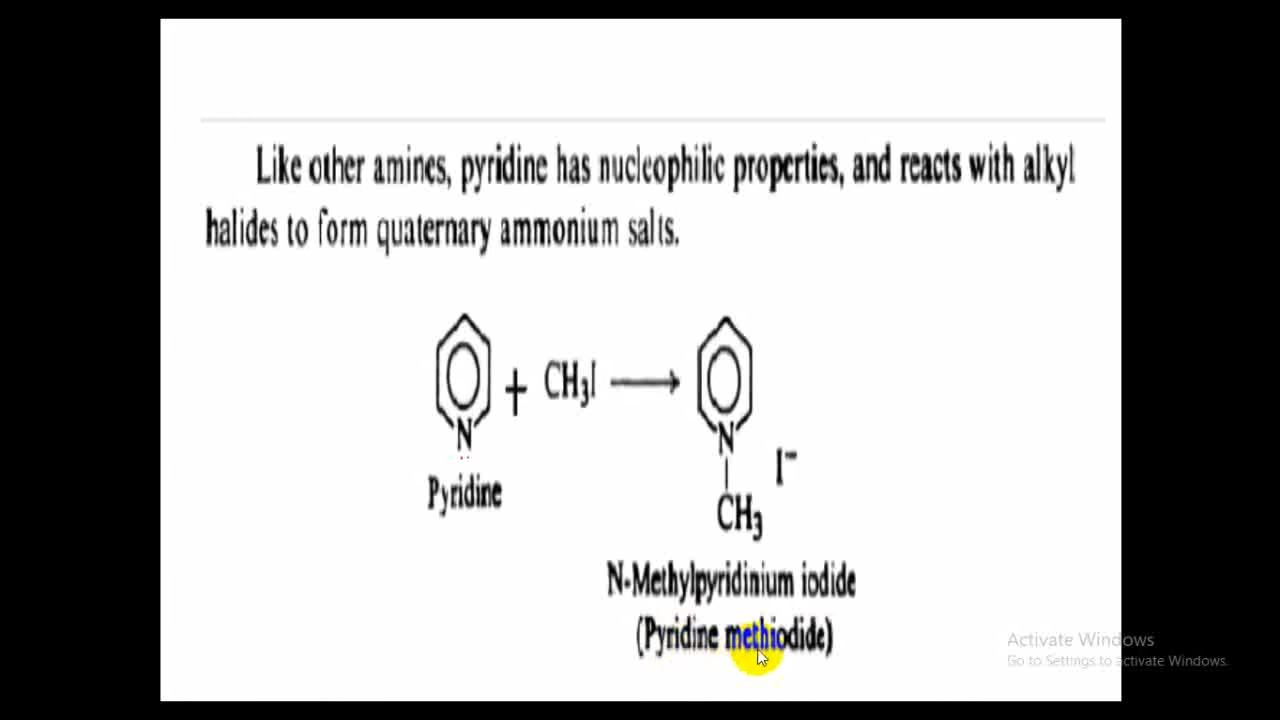 Like other amines, pyridine has nucleophilic properties, and reacts with alkyl
halides to form quaternary ammonium salts.
N + CH₃I ⟶ N
I⁻
Pyridine
CH₃
N-Methylpyridinium iodide
(Pyridine methiodide)
Activate Windows
Go to Settings to activate Windows.